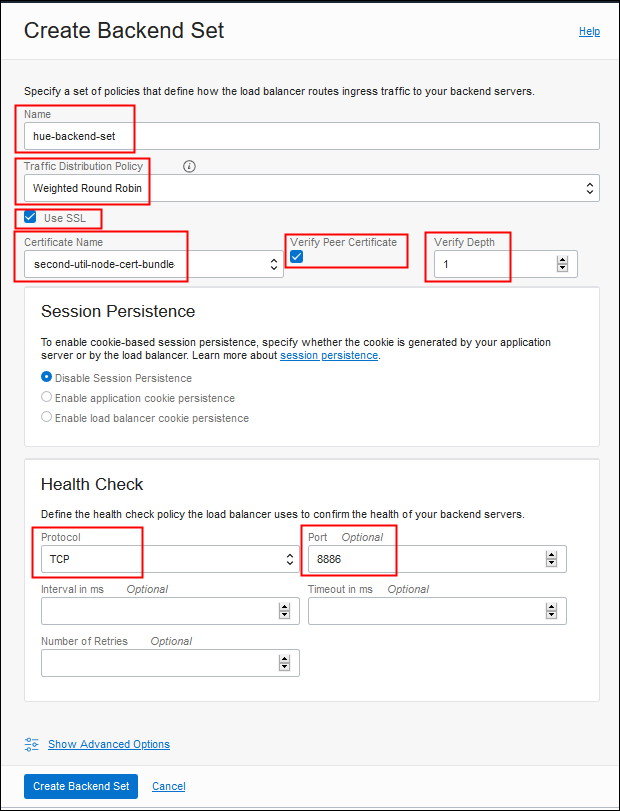 Create Backend Set
Help
Specify a set of policies that define how the load balancer routes ingress traffic to your backend servers.
Name
hue-backend-set
Traffic Distribution Policy
Weighted Round Robin
Use SSL
Certificate Name
Verify Peer Certificate
Verify Depth
second-util-node-cert-bundle
1
Session Persistence
To enable cookie-based session persistence, specify whether the cookie is generated by your application
server or by the load balancer. Learn more about session persistence.
Disable Session Persistence
Enable application cookie persistence
Enable load balancer cookie persistence
Health Check
Define the health check policy the load balancer uses to confirm the health of your backend servers.
Protocol
Port Optional
TCP
8886
Interval in ms Optional
Timeout in ms Optional
Number of Retries Optional
Show Advanced Options
Create Backend Set
Cancel